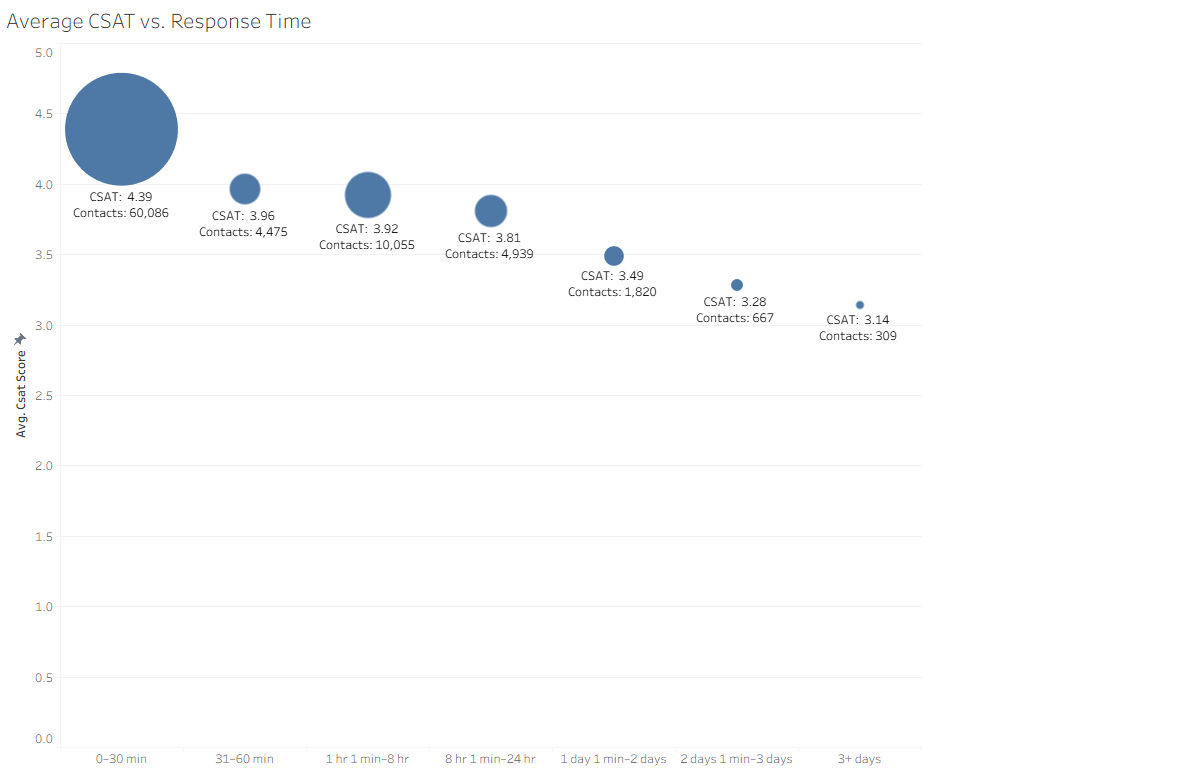 Average CSAT vs. Response Time
5.0
4.5
4.0
3.5
3.0
2.5
2.0
1.5
1.0
0.5
0.0
Avg. Csat Score
CSAT: 4.39
Contacts: 60,086
CSAT: 3.96
Contacts: 4,475
CSAT: 3.92
Contacts: 10,055
CSAT: 3.81
Contacts: 4,939
CSAT: 3.49
Contacts: 1,820
CSAT: 3.28
Contacts: 667
CSAT: 3.14
Contacts: 309
0–30 min
31–60 min
1 hr 1 min–8 hr
8 hr 1 min–24 hr
1 day 1 min–2 days
2 days 1 min–3 days
3+ days